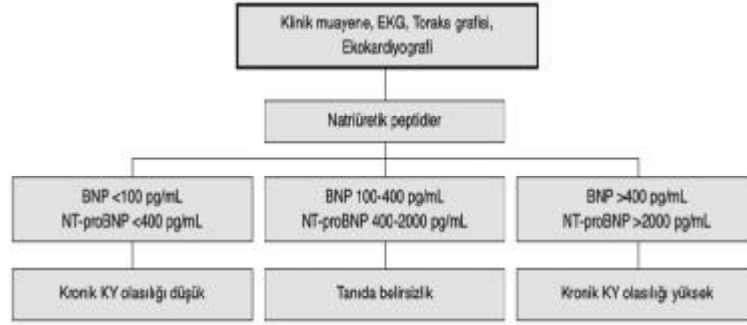 Klinik muayene, EKG, Toraks grafisi,
Ekokardiyografi
Natriüretik peptidler
BNP <100 pg/mL
NT-proBNP <400 pg/mL
BNP 100-400 pg/mL
NT-proBNP 400-2000 pg/mL
BNP >400 pg/mL
NT-proBNP >2000 pg/mL
Kronik KY olasılığı düşük
Tanıda belirsizlik
Kronik KY olasılığı yüksek